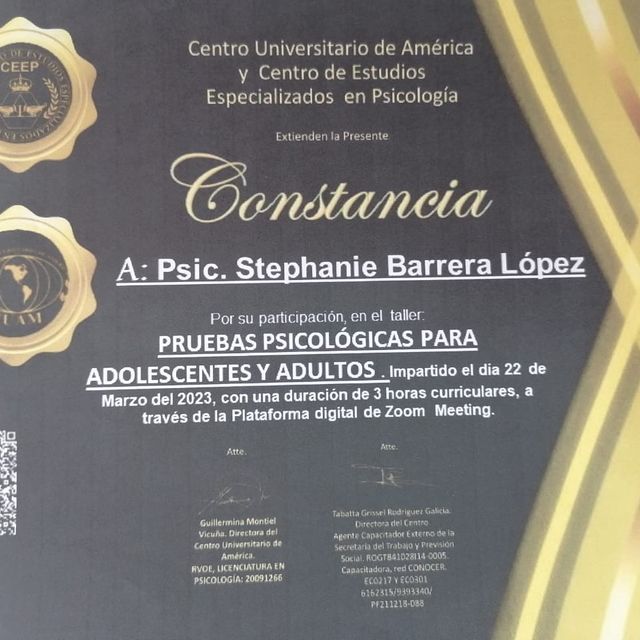 Centro Universitario de América
y Centro de Estudios
Especializados en Psicología
Extienden la Presente
Constancia
A: Psic. Stephanie Barrera López
Por su participación, en el taller:
PRUEBAS PSICOLÓGICAS PARA
ADOLESCENTES Y ADULTOS . Impartido el día 22 de
Marzo del 2023, con una duración de 3 horas curriculares, a
través de la Plataforma digital de Zoom Meeting.
Atte.
Guillermina Montiel
Vicuña. Directora del
Centro Universitario de
América.
RVOE, LICENCIATURA EN
PSICOLOGÍA: 20091266
Atte.
Tabatta Grissel Rodriguez Galicia.
Directora del Centro
Agente Capacitador Externo de la
Secretaria del Trabajo y Previsión
Social. ROGT841028I14-0005.
Capacitadora, red CONOCER.
EC0217 Y EC0301
6162315/9393340/
PF211218-088
CEEP
UAM